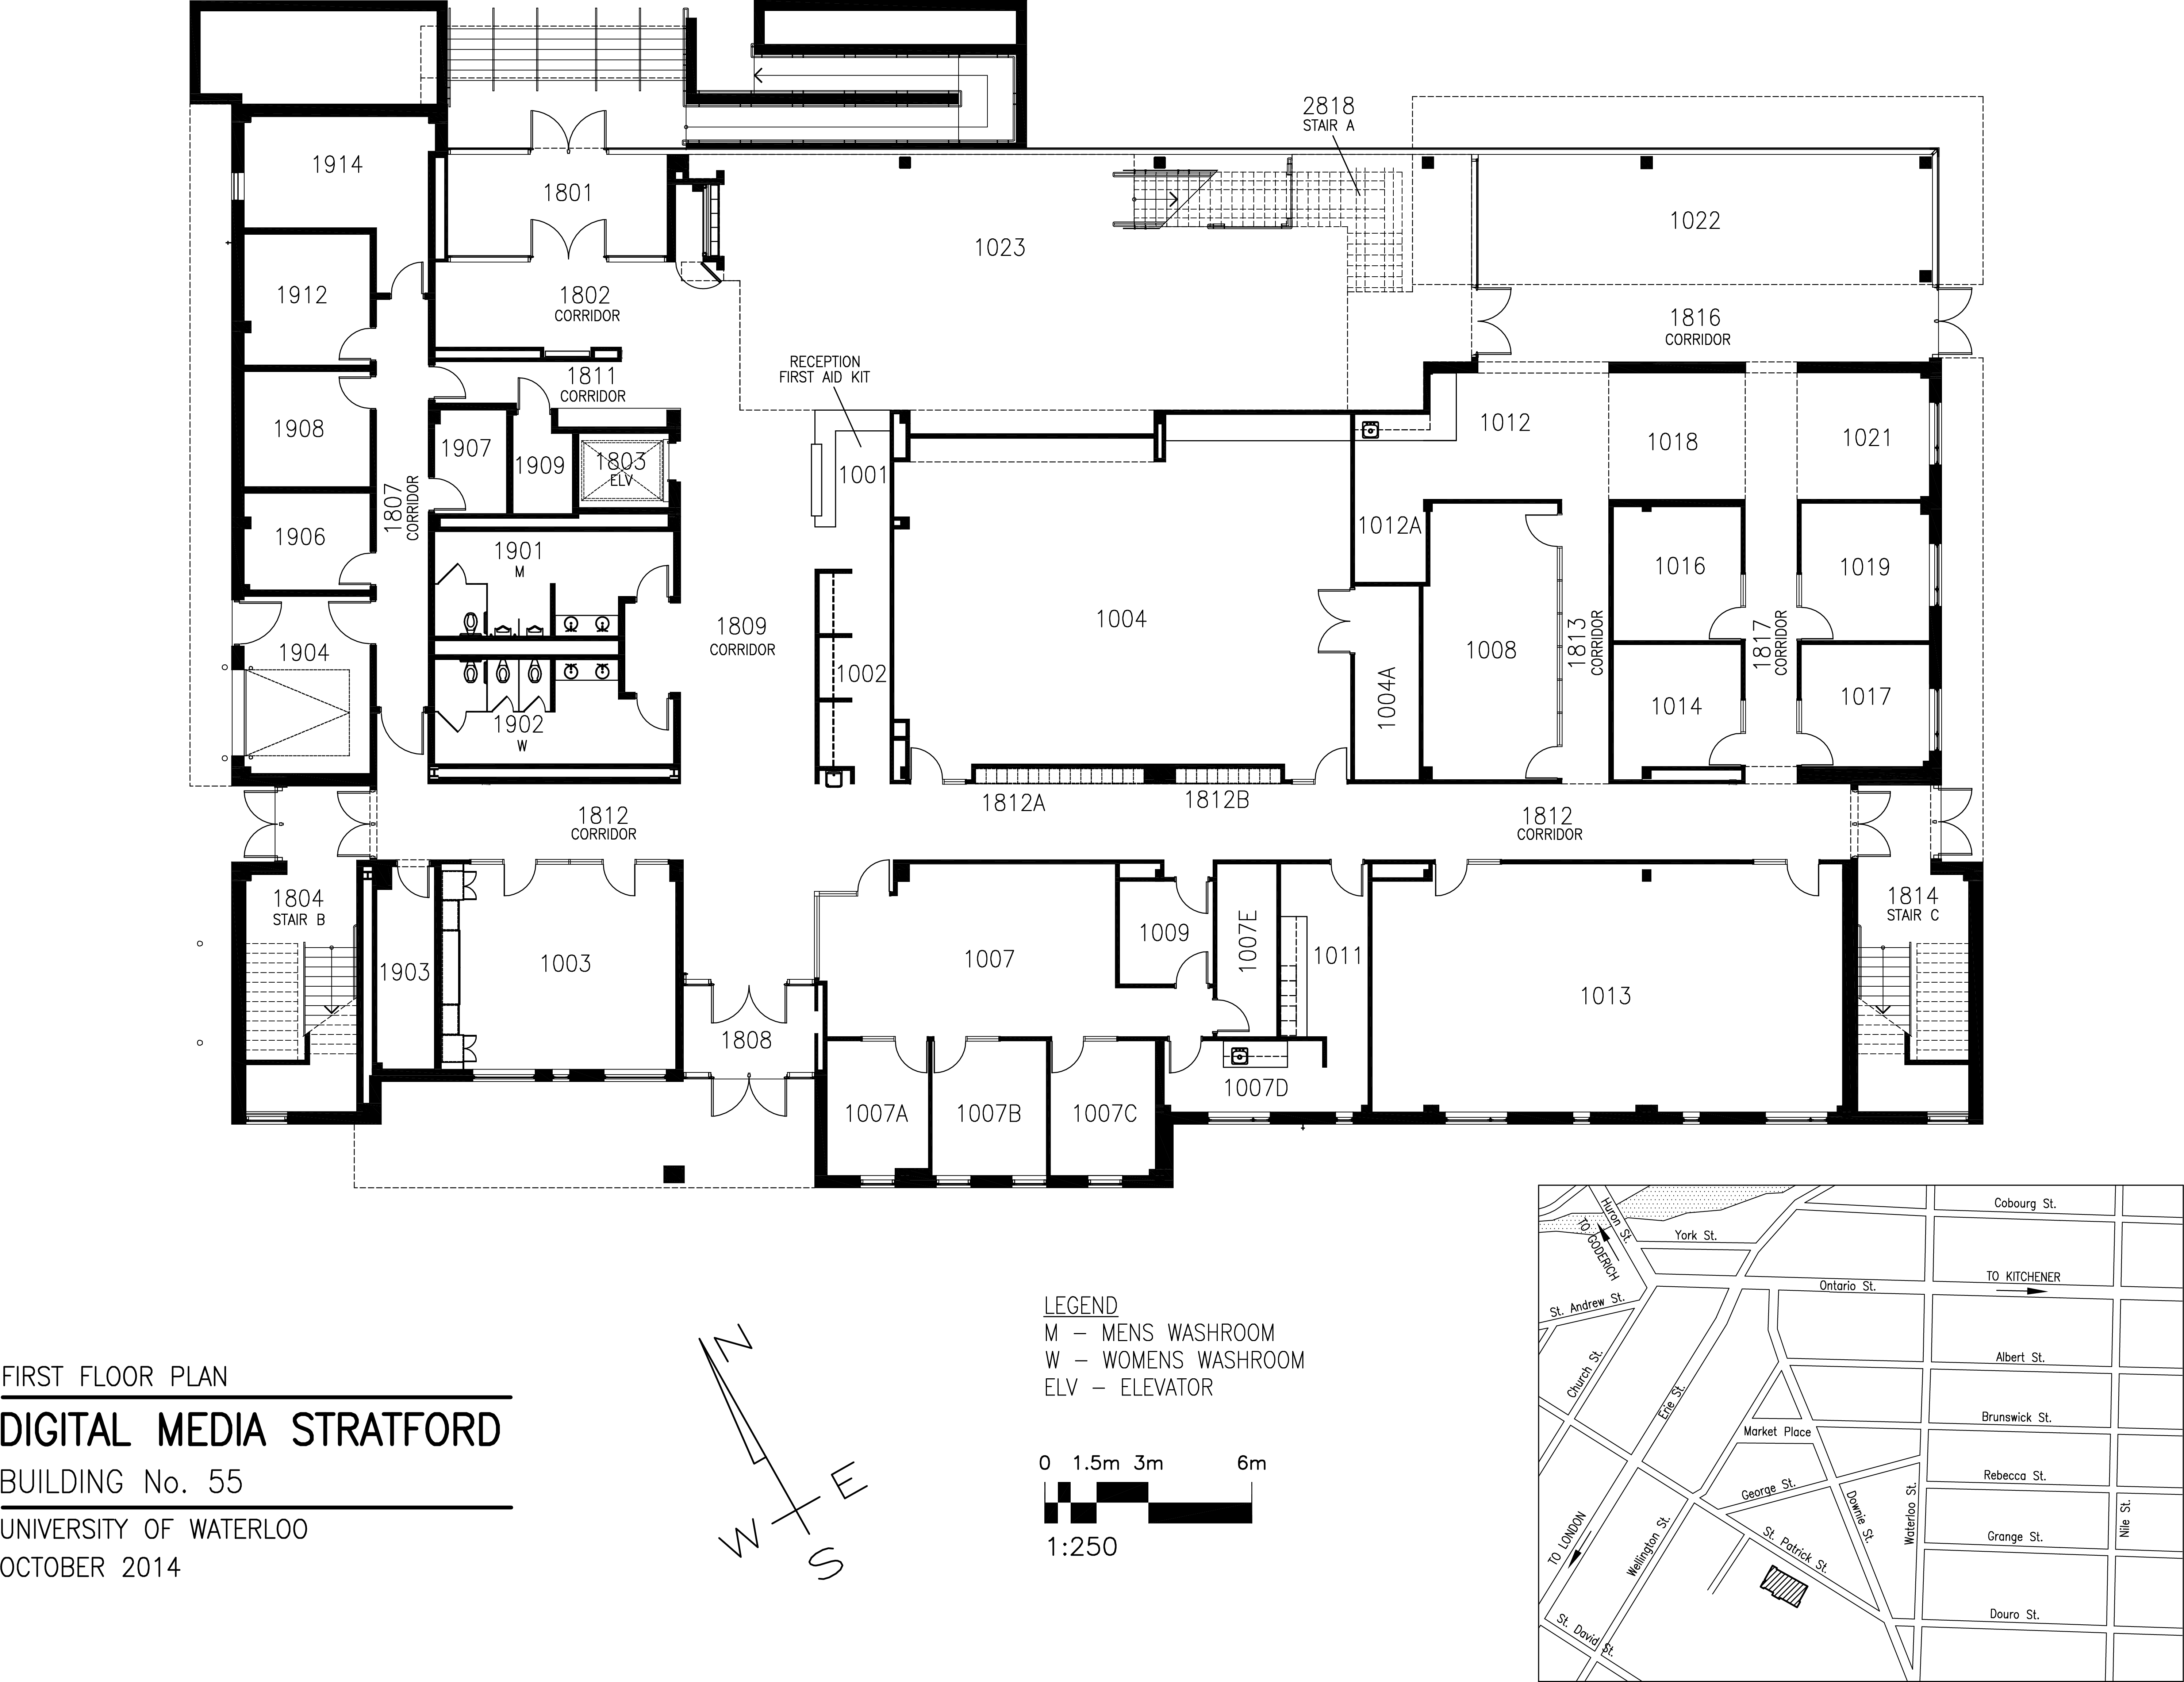 2818
STAIR A
1914
1801
1023
1022
1912
1802
CORRIDOR
1816
CORRIDOR
RECEPTION
FIRST AID KIT
1811
CORRIDOR
1908
1907
1909
1803
ELV
1001
1012
1018
1021
1807
CORRIDOR
1906
1901
M
1012A
1016
1019
1904
1809
CORRIDOR
1002
1004
1004A
1008
1813
CORRIDOR
1817
CORRIDOR
1014
1017
1902
W
1812
CORRIDOR
1812A
1812B
1812
CORRIDOR
1804
STAIR B
1903
1003
1808
1007
1009
1007E
1011
1013
1814
STAIR C
1007A
1007B
1007C
1007D
FIRST FLOOR PLAN
DIGITAL MEDIA STRATFORD
BUILDING No. 55
UNIVERSITY OF WATERLOO
OCTOBER 2014
N
E
W
S
LEGEND
M – MENS WASHROOM
W – WOMENS WASHROOM
ELV – ELEVATOR
0 1.5m 3m 6m
1:250
Cobourg St.
Huron St.
TO GODERICH
York St.
TO KITCHENER
Ontario St.
St. Andrew St.
Church St.
Albert St.
Erie St.
Brunswick St.
Market Place
Rebecca St.
George St.
Downie St.
Waterloo St.
Nile St.
TO LONDON
Wellington St.
St. Patrick St.
Grange St.
Douro St.
St. David St.